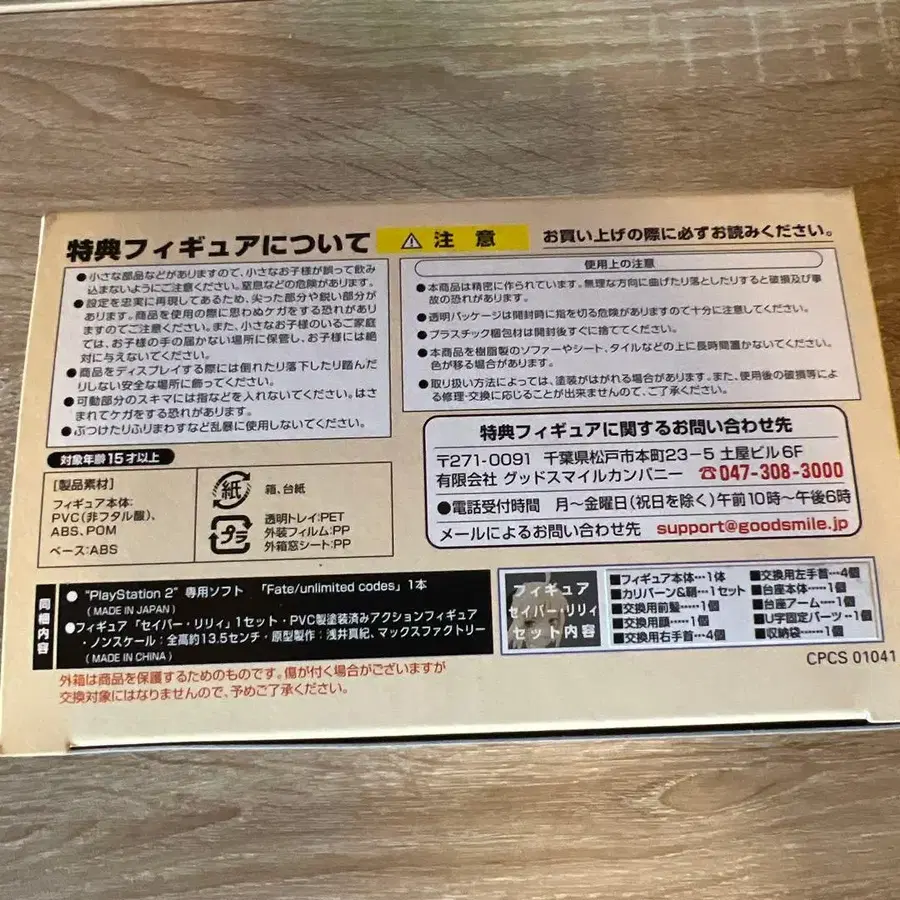 特典フィギュアについて
⚠ 注 意
お買い上げの際に必ずお読みください。
●小さな部品などがありますので、小さなお子様が誤って飲み
込まないようにご注意ください。窒息などの危険があります。
●設定を忠実に再現してあるため、尖った部分や鋭い部分が
あります。商品を使用の際に思わぬケガをする恐れがあり
ますのでご注意ください。また、小さなお子様のいるご家庭
では、お子様の手の届かない場所に保管し、お子様には絶
対に与えないでください。
●商品をディスプレイする際には倒れたり落下したり踏んだ
りしない安全な場所に飾ってください。
●可動部分のスキマには指などを入れないでください。はさ
まれてケガをする恐れがあります。
●ぶつけたりふりまわすなど乱暴に使用しないでください。
使用上の注意
●本商品は精密に作られています。無理な方向に曲げたり落としたりすると破損及び事
故の恐れがあります。
●透明パッケージは開封時に指を切る危険がありますので十分に注意してください。
●プラスチック梱包材は開封後すぐに捨ててください。
●本商品を樹脂製のソファーやシート、タイルなどの上に長時間置かないでください。
色が移る場合があります。
●取り扱い方法によっては、塗装がはがれる場合があります。また、使用後の破損等によ
る修理・交換に応じることが出来ませんので、ご了承ください。
対象年齢15才以上
[製品素材]
フィギュア本体:
PVC(非フタル酸)、
ABS、POM
ベース:ABS
紙
箱、台紙
プラ
透明トレイ:PET
外装フィルム:PP
外箱窓シート:PP
特典フィギュアに関するお問い合わせ先
〒271-0091 千葉県松戸市本町23-5 土屋ビル6F
有限会社 グッドスマイルカンパニー ☎047-308-3000
●電話受付時間 月〜金曜日(祝日を除く)午前10時〜午後6時
メールによるお問い合わせ先 support@goodsmile.jp
同梱内容
● "PlayStation 2" 専用ソフト 「Fate/unlimited codes」1本
(MADE IN JAPAN)
●フィギュア「セイバー・リリィ」1セット・PVC製塗装済みアクションフィギュア
・ノンスケール:全高約13.5センチ・原型製作:浅井真紀、マックスファクトリー
(MADE IN CHINA)
フィギュア
セイバー・リリィ
セット内容
■フィギュア本体…1体
■カリバーン&鞘…1セット
■交換用前髪……1個
■交換用顔………1個
■交換用右手首…4個
■交換用左手首…4個
■台座本体………1個
■台座アーム……1個
■U字固定パーツ…1個
■収納袋…………1個
CPCS 01041
外箱は商品を保護するためのものです。傷が付く場合がございますが
交換対象にはなりませんので、予めご了承ください。